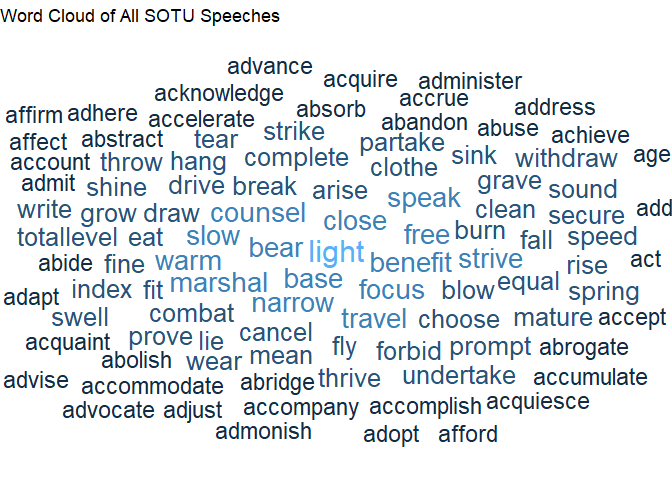 Word Cloud of All SOTU Speeches
advance
acquire administer
acknowledge accrue
affirm adhere accelerate absorb abandon address
affect abstract tear strike partake abuse achieve
account throw hang complete clothe sink withdraw age
admit shine drive break arise speak grave sound
write grow draw counsel close clean secure add
totallevel eat slow bear light free burn fall speed
abide fine warm benefit strive rise act
adapt index fit marshal base focus blow equal spring
swell combat narrow travel choose mature accept
acquaint prove lie cancel fly forbid prompt abrogate
abolish wear mean
advise accommodate abridge thrive undertake accumulate
advocate adjust accompany accomplish acquiesce
admonish adopt afford